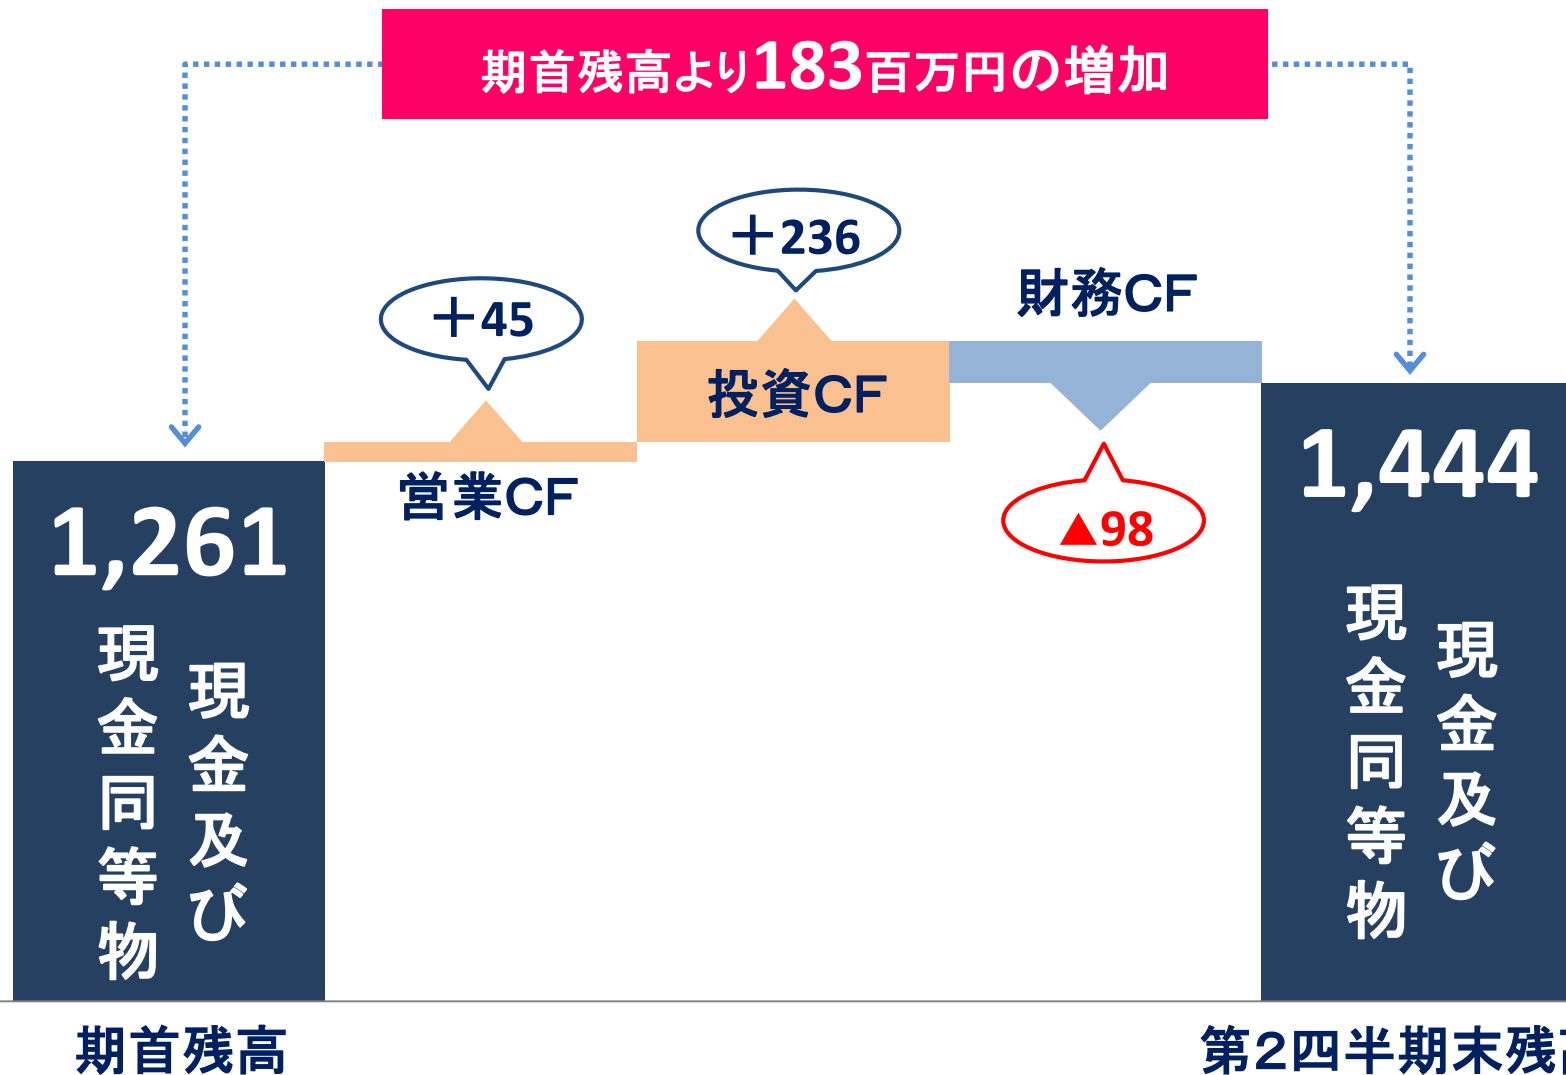 期首残高より183百万円の増加
＋236
財務CF
＋45
投資CF
営業CF
▲98
1,444
1,261
現金及び
現金同等物
現金及び
現金同等物
期首残高
第2四半期末残高